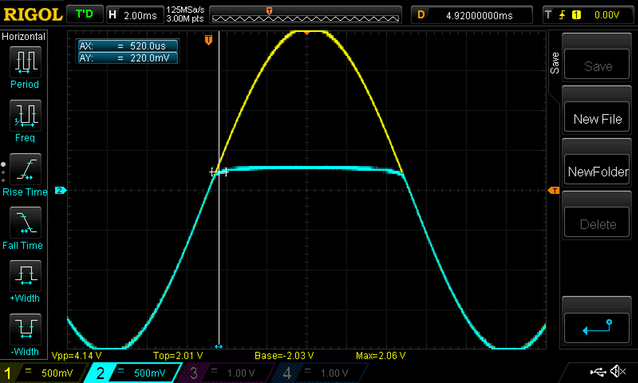 RIGOL T'D H 2.00ms 125MSa/s 3.00M pts T D 4.92000000ms T 1 0.00V
Horizontal
Period
Freq
Rise Time
Fall Time
+Width
-Width
T
AX: = 520.0us
AY: = 220.0mV
2
T
Vpp=4.14 V Top=2.01 V Base=-2.03 V Max=2.06 V
Save
Save
New File
NewFolder
Delete
1 = 500mV 2 = 500mV 3 = 1.00 V 4 = 1.00 V